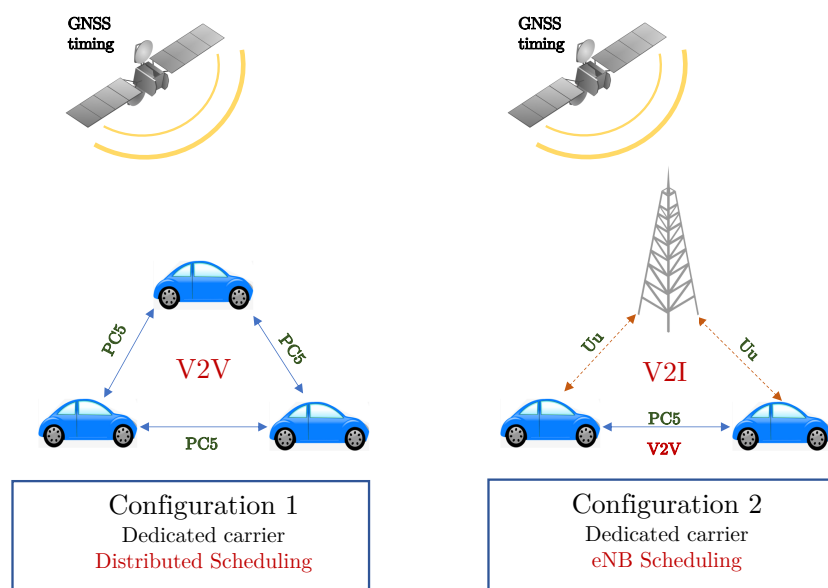 GNSS
timing
PC5
PC5
V2V
PC5
Configuration 1
Dedicated carrier
Distributed Scheduling
GNSS
timing
Uu
Uu
V2I
PC5
V2V
Configuration 2
Dedicated carrier
eNB Scheduling